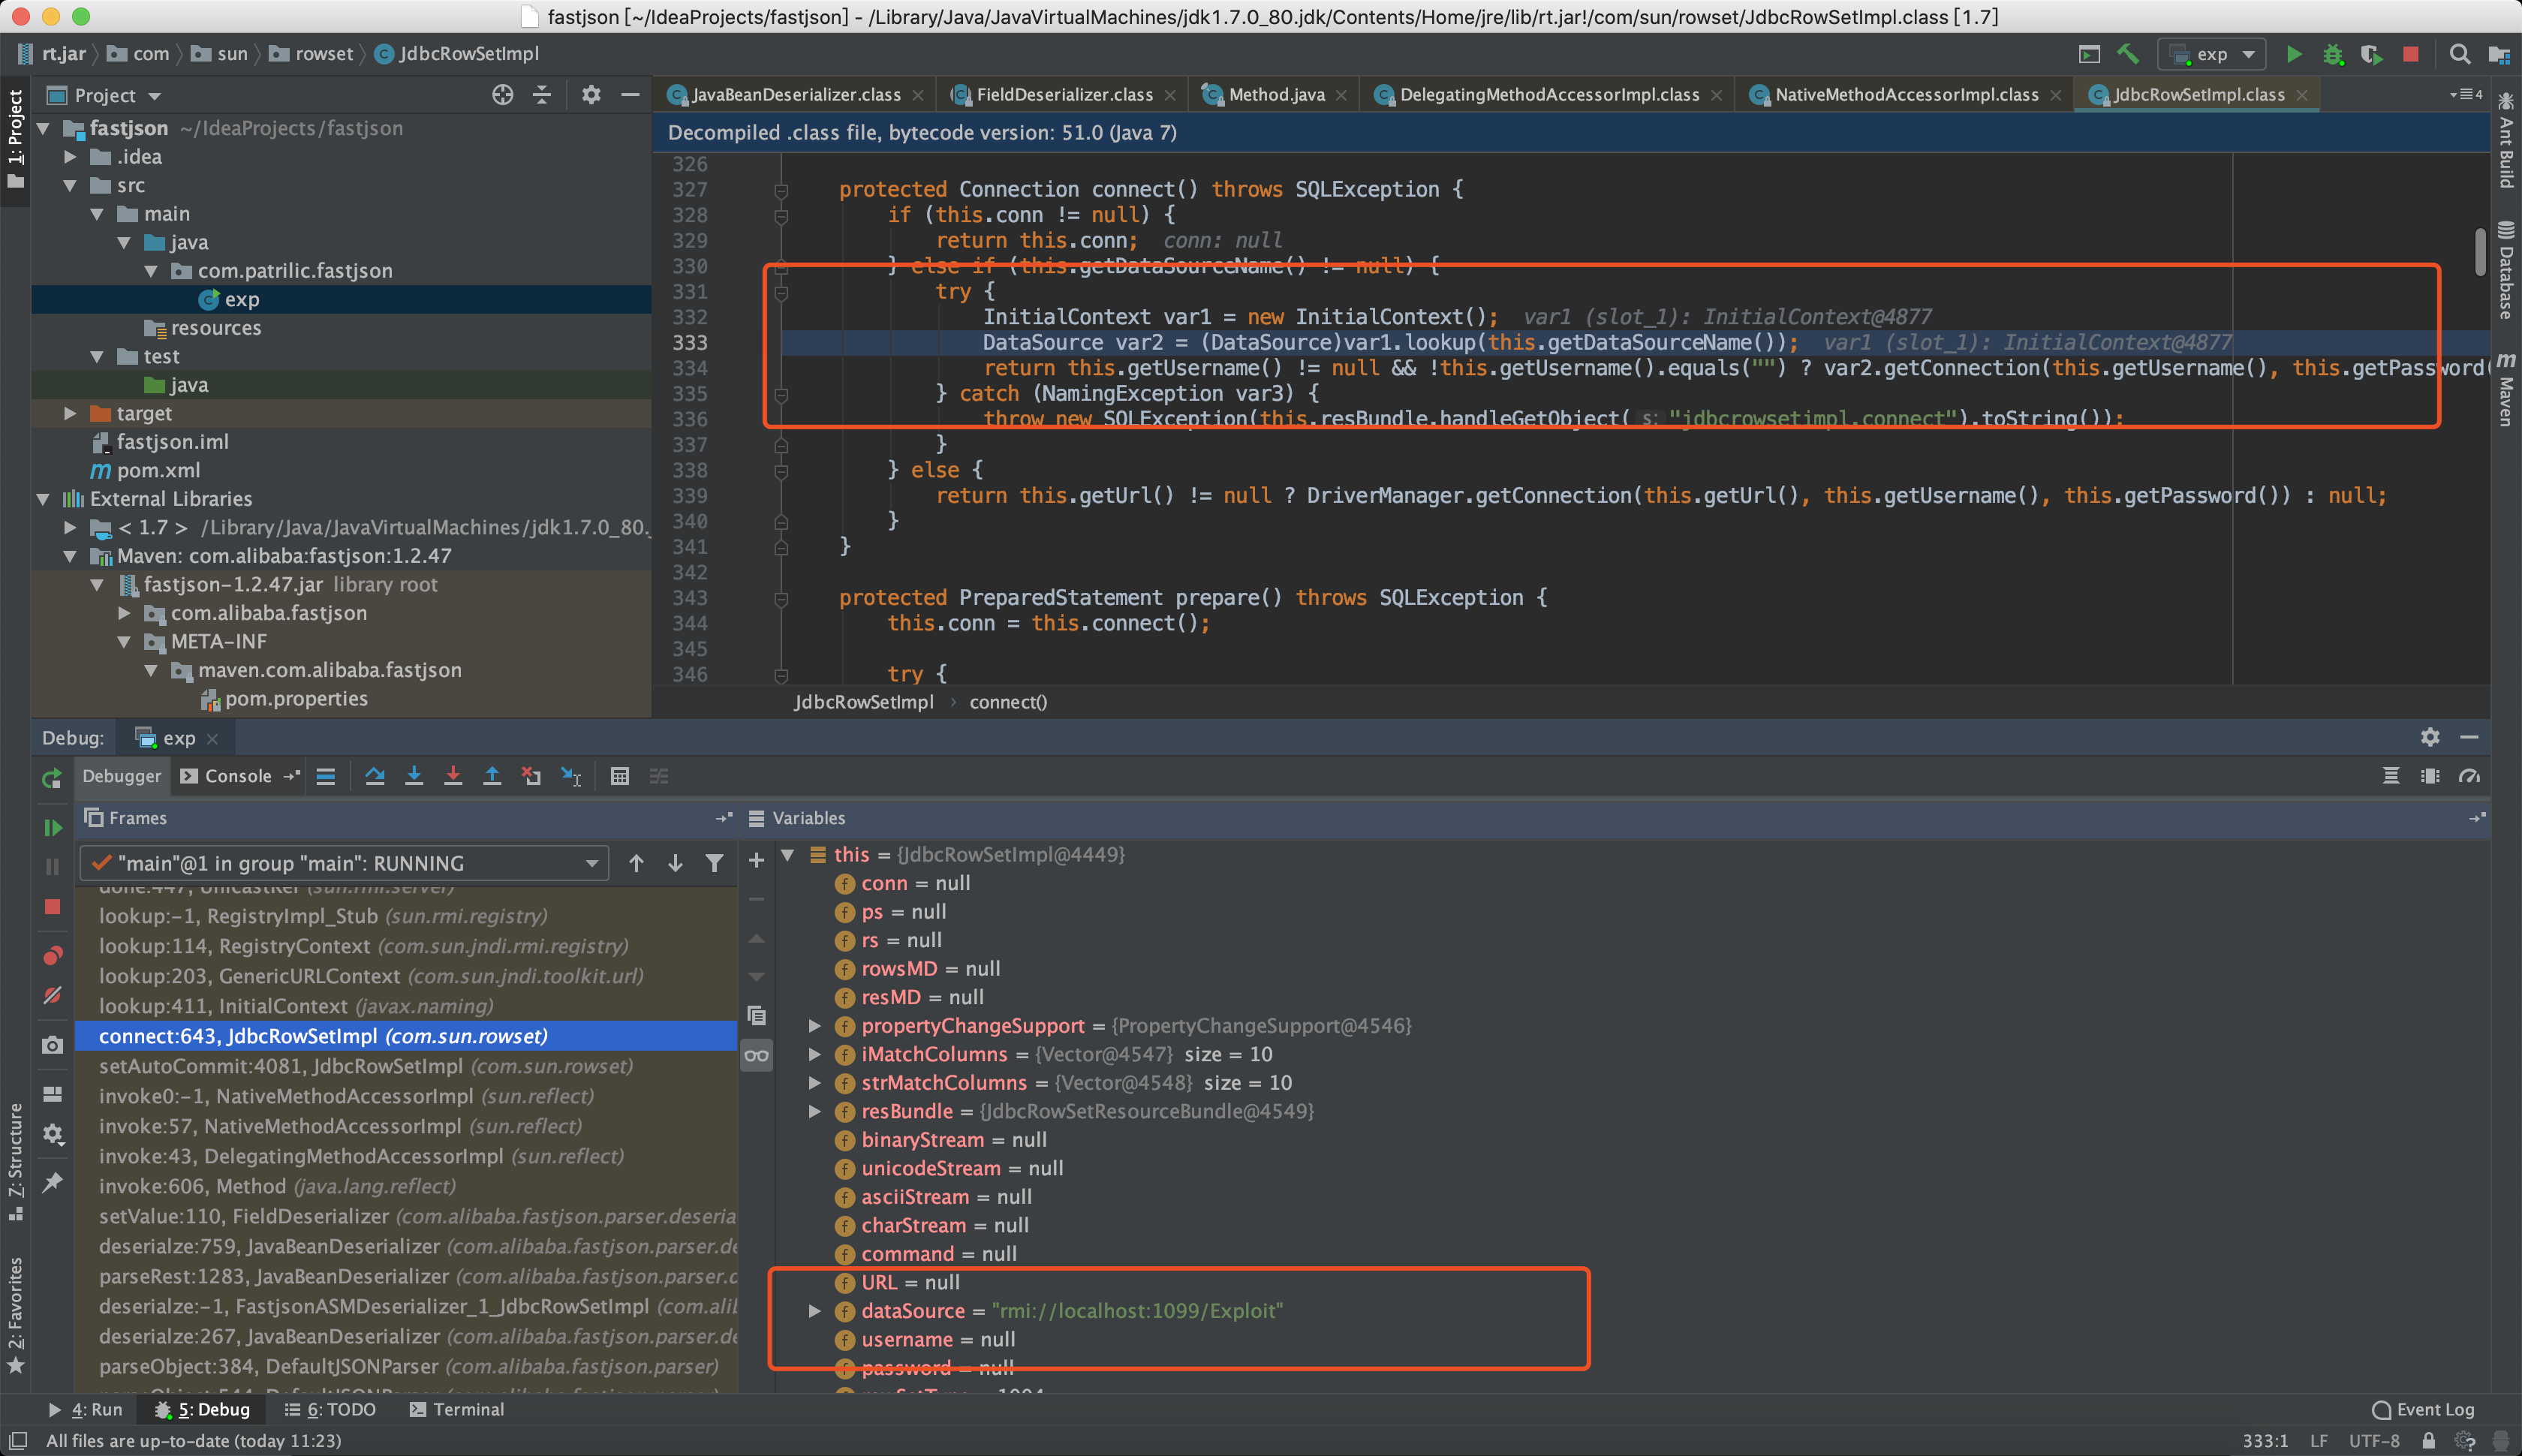 fastjson [~/IdeaProjects/fastjson] - /Library/Java/JavaVirtualMachines/jdk1.7.0_80.jdk/Contents/Home/jre/lib/rt.jar!/com/sun/rowset/JdbcRowSetImpl.class [1.7]
rt.jar com sun rowset JdbcRowSetImpl
exp
1: Project
Project
JavaBeanDeserializer.class FieldDeserializer.class Method.java DelegatingMethodAccessorImpl.class NativeMethodAccessorImpl.class JdbcRowSetImpl.class 4
fastjson ~/IdeaProjects/fastjson
.idea
src
main
java
com.patrilic.fastjson
exp
resources
test
java
target
fastjson.iml
pom.xml
External Libraries
< 1.7 > /Library/Java/JavaVirtualMachines/jdk1.7.0_80.
Maven: com.alibaba:fastjson:1.2.47
fastjson-1.2.47.jar library root
com.alibaba.fastjson
META-INF
maven.com.alibaba.fastjson
pom.properties
Decompiled .class file, bytecode version: 51.0 (Java 7)
326
327 protected Connection connect() throws SQLException {
328 if (this.conn != null) {
329 return this.conn; conn: null
330 } else if (this.getDataSourceName() != null) {
331 try {
332 InitialContext var1 = new InitialContext(); var1 (slot_1): InitialContext@4877
333 DataSource var2 = (DataSource)var1.lookup(this.getDataSourceName()); var1 (slot_1): InitialContext@4877
334 return this.getUsername() != null && !this.getUsername().equals("") ? var2.getConnection(this.getUsername(), this.getPassword(
335 } catch (NamingException var3) {
336 throw new SQLException(this.resBundle.handleGetObject( s: "jdbcrowsetimpl.connect").toString());
337 }
338 } else {
339 return this.getUrl() != null ? DriverManager.getConnection(this.getUrl(), this.getUsername(), this.getPassword()) : null;
340 }
341 }
342
343 protected PreparedStatement prepare() throws SQLException {
344 this.conn = this.connect();
345
346 try {
JdbcRowSetImpl connect()
Ant Build
Database
Maven
Debug: exp
Debugger Console
Frames
"main"@1 in group "main": RUNNING
done:447, UnicastRef (sun.rmi.server)
lookup:-1, RegistryImpl_Stub (sun.rmi.registry)
lookup:114, RegistryContext (com.sun.jndi.rmi.registry)
lookup:203, GenericURLContext (com.sun.jndi.toolkit.url)
lookup:411, InitialContext (javax.naming)
connect:643, JdbcRowSetImpl (com.sun.rowset)
setAutoCommit:4081, JdbcRowSetImpl (com.sun.rowset)
invoke0:-1, NativeMethodAccessorImpl (sun.reflect)
invoke:57, NativeMethodAccessorImpl (sun.reflect)
invoke:43, DelegatingMethodAccessorImpl (sun.reflect)
invoke:606, Method (java.lang.reflect)
setValue:110, FieldDeserializer (com.alibaba.fastjson.parser.deseria
deserialze:759, JavaBeanDeserializer (com.alibaba.fastjson.parser.de
parseRest:1283, JavaBeanDeserializer (com.alibaba.fastjson.parser.d
deserialze:-1, FastjsonASMDeserializer_1_JdbcRowSetImpl (com.alib
deserialze:267, JavaBeanDeserializer (com.alibaba.fastjson.parser.de
parseObject:384, DefaultJSONParser (com.alibaba.fastjson.parser)
Variables
this = {JdbcRowSetImpl@4449}
conn = null
ps = null
rs = null
rowsMD = null
resMD = null
propertyChangeSupport = {PropertyChangeSupport@4546}
iMatchColumns = {Vector@4547} size = 10
strMatchColumns = {Vector@4548} size = 10
resBundle = {JdbcRowSetResourceBundle@4549}
binaryStream = null
unicodeStream = null
asciiStream = null
charStream = null
command = null
URL = null
dataSource = "rmi://localhost:1099/Exploit"
username = null
password = null
Z: Structure
2: Favorites
4: Run 5: Debug 6: TODO Terminal Event Log
All files are up-to-date (today 11:23) 333:1 LF UTF-8